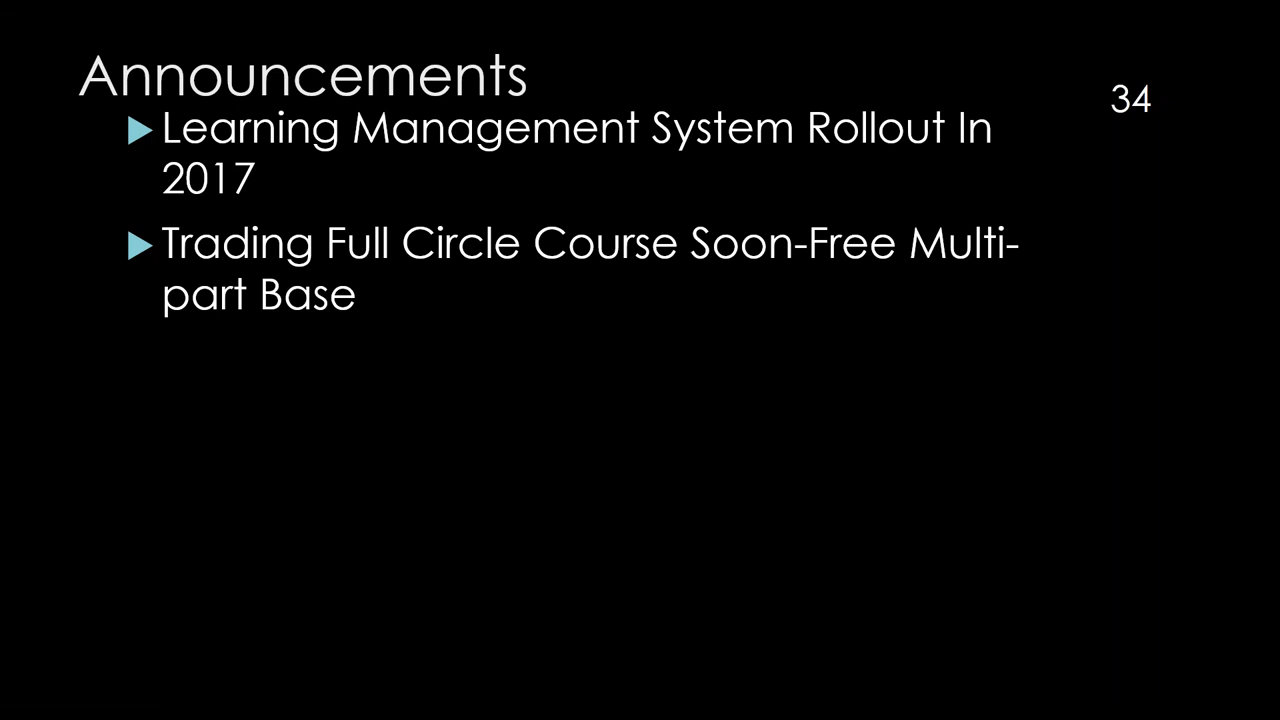 Announcements
34
Learning Management System Rollout In
2017
Trading Full Circle Course Soon-Free Multi-
part Base